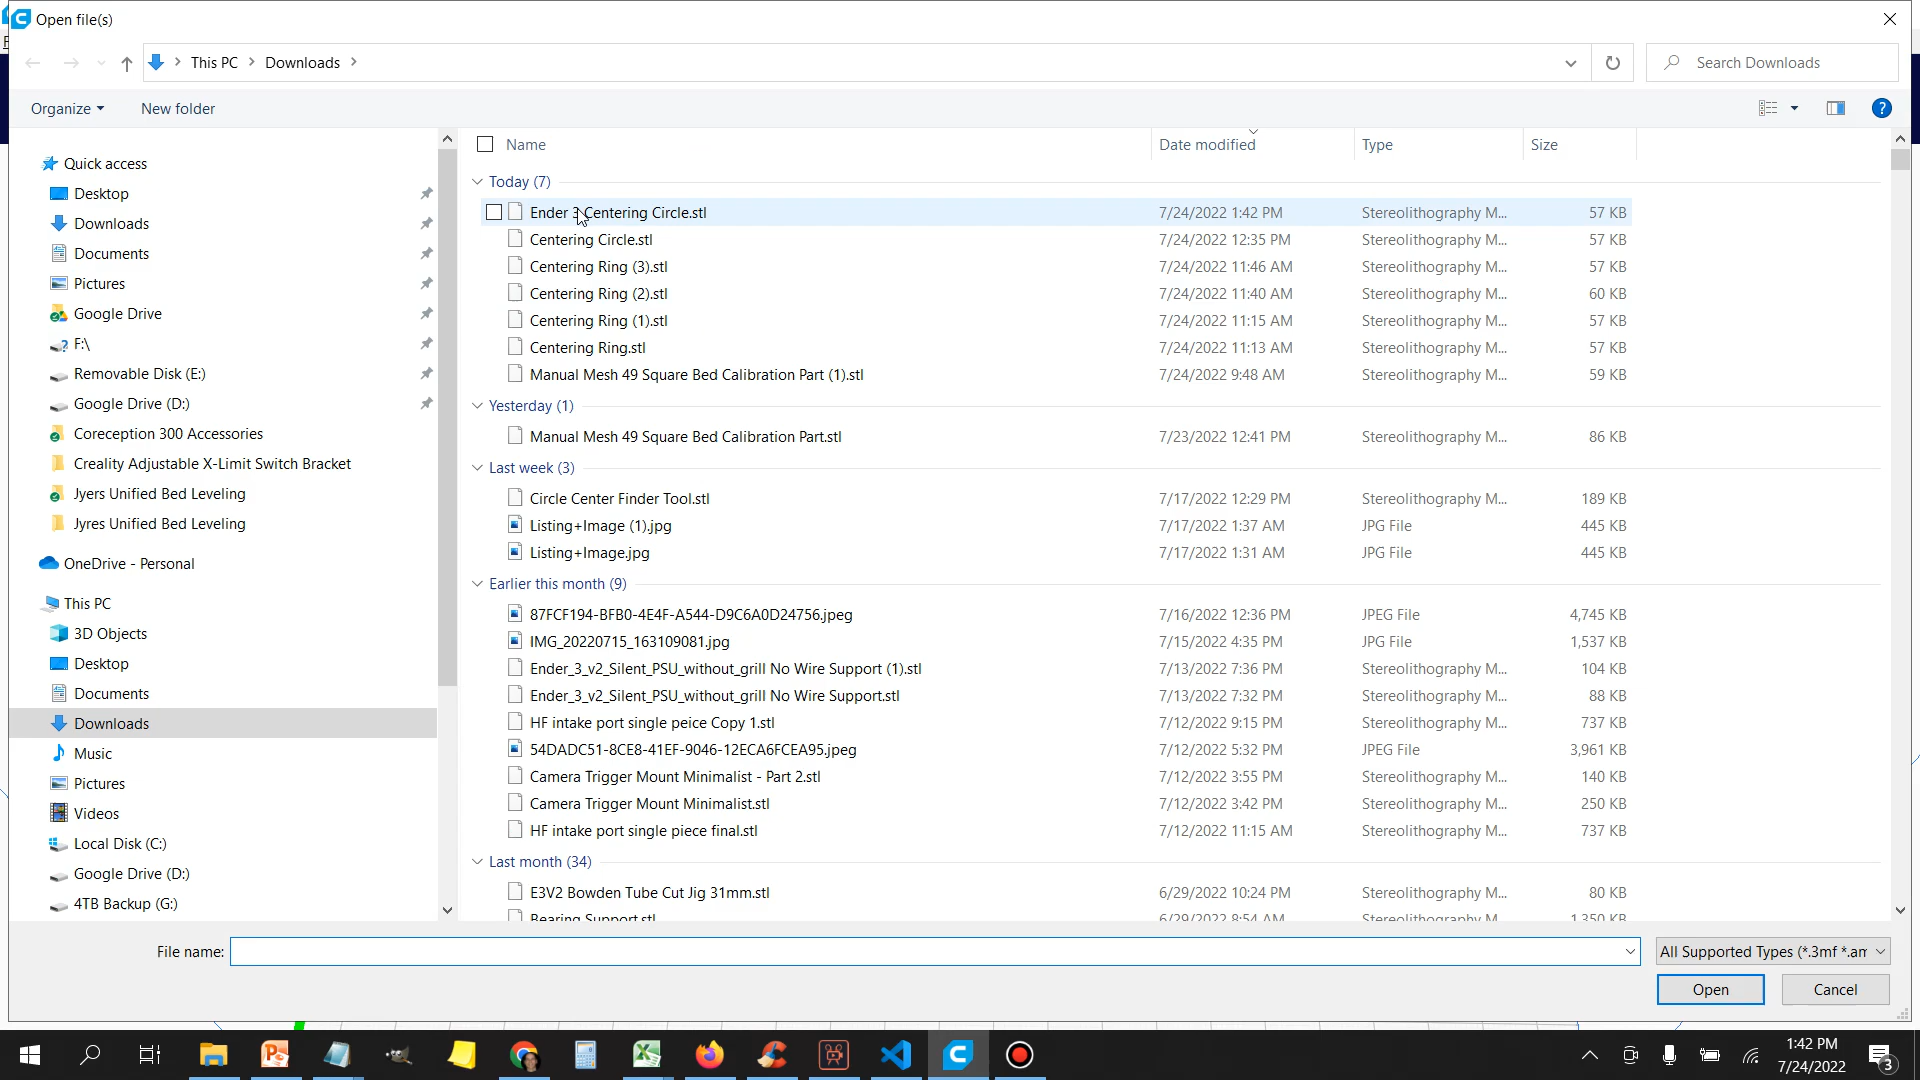 Open file(s)
This PC > Downloads >
Search Downloads
Organize
New folder
Name
Date modified
Type
Size
Quick access
Desktop
Downloads
Documents
Pictures
Google Drive
F:\
Removable Disk (E:)
Google Drive (D:)
Coreception 300 Accessories
Creality Adjustable X-Limit Switch Bracket
Jyers Unified Bed Leveling
Jyres Unified Bed Leveling
OneDrive - Personal
This PC
3D Objects
Desktop
Documents
Downloads
Music
Pictures
Videos
Local Disk (C:)
Google Drive (D:)
4TB Backup (G:)
Today (7)
Ender 3 Centering Circle.stl 7/24/2022 1:42 PM Stereolithography M... 57 KB
Centering Circle.stl 7/24/2022 12:35 PM Stereolithography M... 57 KB
Centering Ring (3).stl 7/24/2022 11:46 AM Stereolithography M... 57 KB
Centering Ring (2).stl 7/24/2022 11:40 AM Stereolithography M... 60 KB
Centering Ring (1).stl 7/24/2022 11:15 AM Stereolithography M... 57 KB
Centering Ring.stl 7/24/2022 11:13 AM Stereolithography M... 57 KB
Manual Mesh 49 Square Bed Calibration Part (1).stl 7/24/2022 9:48 AM Stereolithography M... 59 KB
Yesterday (1)
Manual Mesh 49 Square Bed Calibration Part.stl 7/23/2022 12:41 PM Stereolithography M... 86 KB
Last week (3)
Circle Center Finder Tool.stl 7/17/2022 12:29 PM Stereolithography M... 189 KB
Listing+Image (1).jpg 7/17/2022 1:37 AM JPG File 445 KB
Listing+Image.jpg 7/17/2022 1:31 AM JPG File 445 KB
Earlier this month (9)
87FCF194-BFB0-4E4F-A544-D9C6A0D24756.jpeg 7/16/2022 12:36 PM JPEG File 4,745 KB
IMG_20220715_163109081.jpg 7/15/2022 4:35 PM JPG File 1,537 KB
Ender_3_v2_Silent_PSU_without_grill No Wire Support (1).stl 7/13/2022 7:36 PM Stereolithography M... 104 KB
Ender_3_v2_Silent_PSU_without_grill No Wire Support.stl 7/13/2022 7:32 PM Stereolithography M... 88 KB
HF intake port single peice Copy 1.stl 7/12/2022 9:15 PM Stereolithography M... 737 KB
54DADC51-8CE8-41EF-9046-12ECA6FCEA95.jpeg 7/12/2022 5:32 PM JPEG File 3,961 KB
Camera Trigger Mount Minimalist - Part 2.stl 7/12/2022 3:55 PM Stereolithography M... 140 KB
Camera Trigger Mount Minimalist.stl 7/12/2022 3:42 PM Stereolithography M... 250 KB
HF intake port single piece final.stl 7/12/2022 11:15 AM Stereolithography M... 737 KB
Last month (34)
E3V2 Bowden Tube Cut Jig 31mm.stl 6/29/2022 10:24 PM Stereolithography M... 80 KB
Bearing Support.stl 6/29/2022 8:54 AM Stereolithography M... 1,350 KB
File name:
All Supported Types (*.3mf *.am
Open
Cancel
1:42 PM
7/24/2022
3